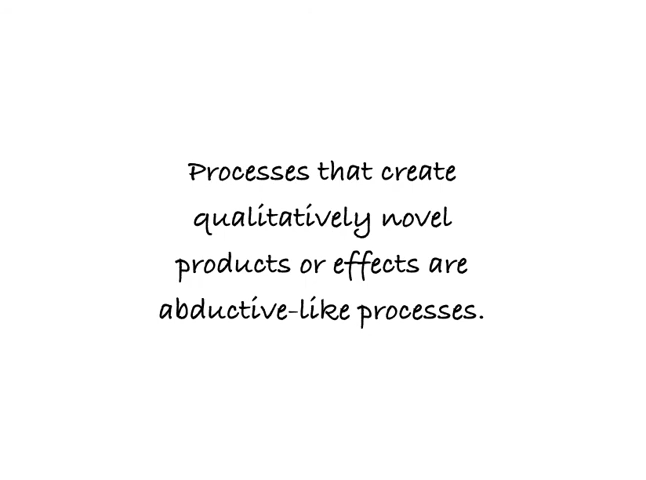 Processes that create
qualitatively novel
products or effects are
abductive-like processes.